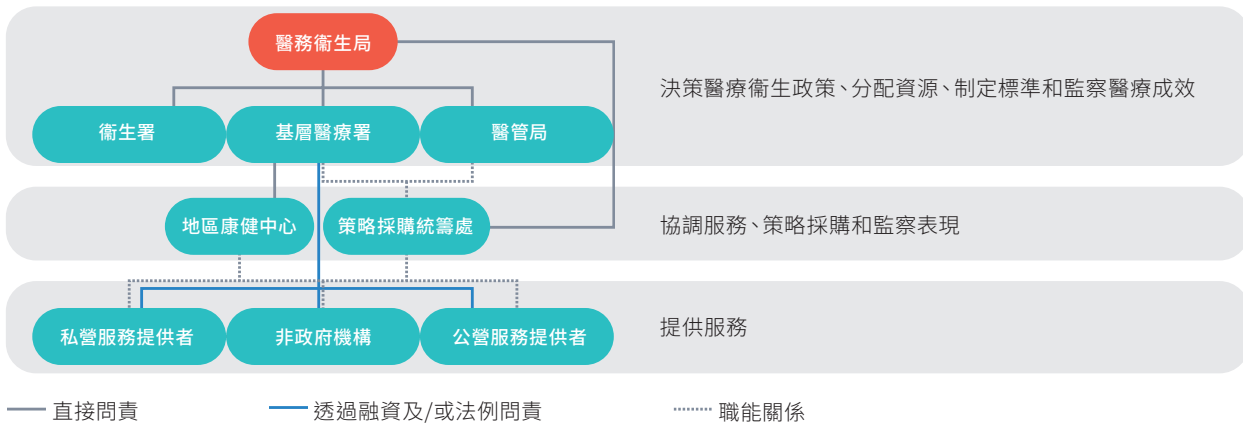 醫務衞生局
決策醫療衞生政策、分配資源、制定標準和監察醫療成效
衞生署
基層醫療署
醫管局
地區康健中心
策略採購統籌處
協調服務、策略採購和監察表現
私營服務提供者
非政府機構
公營服務提供者
提供服務
直接問責
透過融資及/或法例問責
職能關係